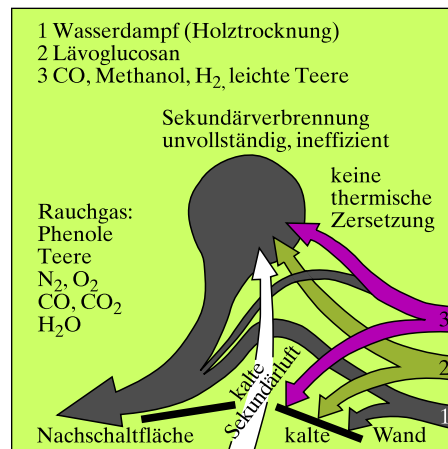 1 Wasserdampf (Holztrocknung)
2 Lävoglucosan
3 CO, Methanol, H₂, leichte Teere
Sekundärverbrennung
unvollständig, ineffizient
keine
thermische
Zersetzung
Rauchgas:
Phenole
Teere
N₂, O₂
CO, CO₂
H₂O
3
2
1
kalte
Sekundärluft
Nachschaltfläche
kalte
Wand